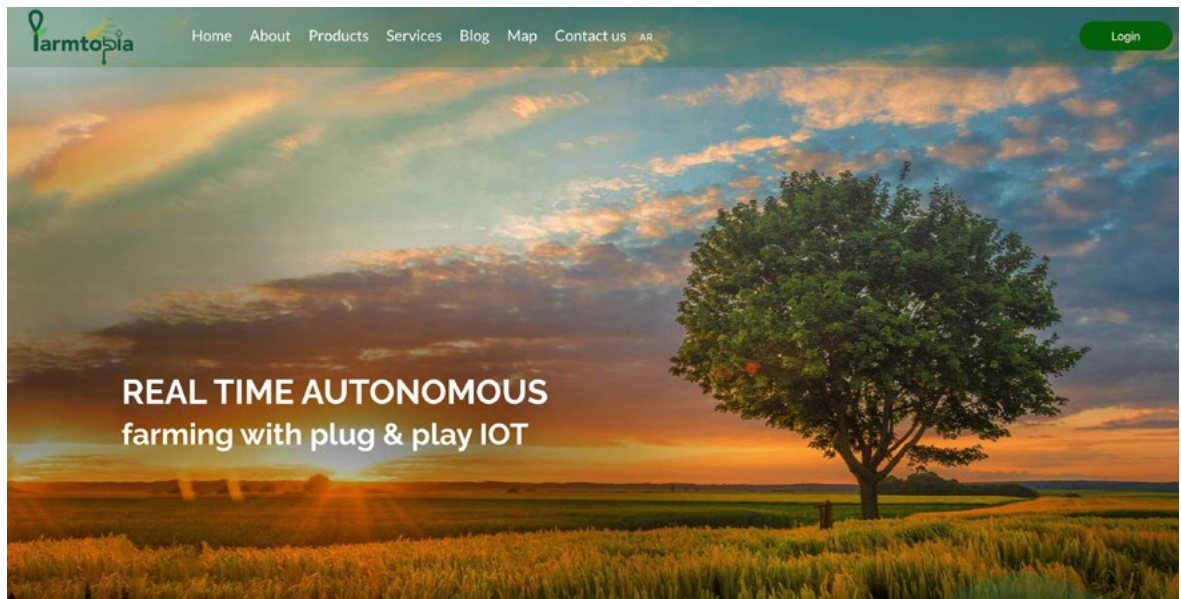 farmtopia
Home About Products Services Blog Map Contact us AR
Login
REAL TIME AUTONOMOUS
farming with plug & play IOT